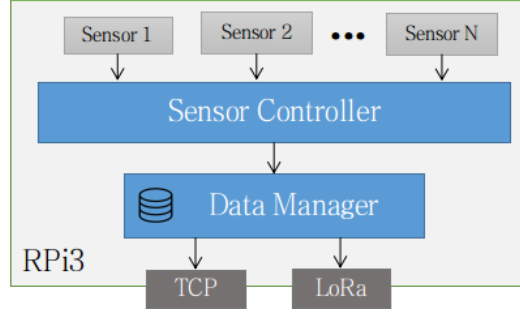 Sensor 1
Sensor 2
Sensor N
Sensor Controller
Data Manager
RPi3
TCP
LoRa